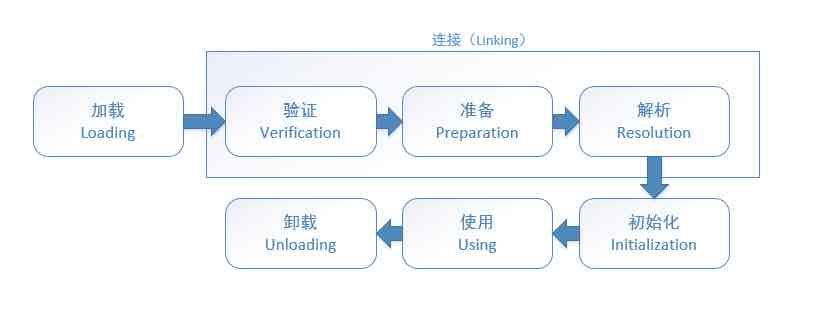 连接（Linking）
加载
Loading
验证
Verification
准备
Preparation
解析
Resolution
初始化
Initialization
使用
Using
卸载
Unloading